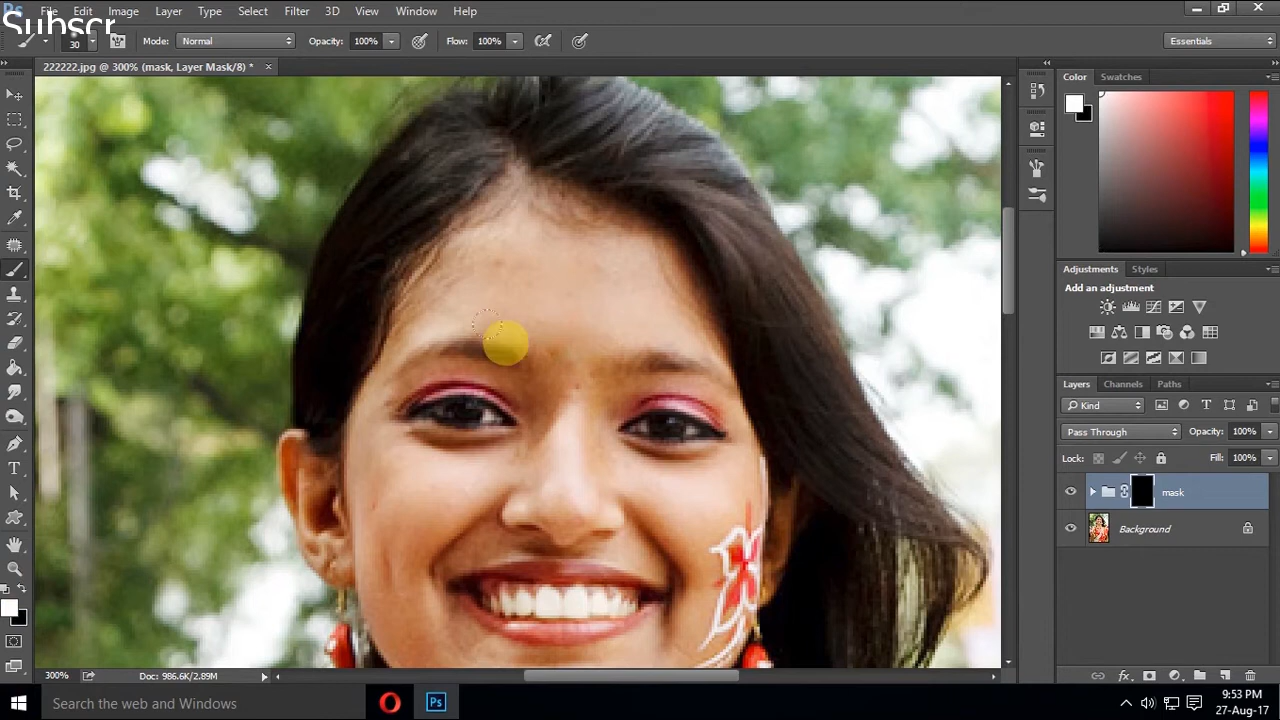 Subscr
Ps File Edit Image Layer Type Select Filter 3D View Window Help
30 Mode: Normal Opacity: 100% Flow: 100% Essentials
222222.jpg @ 300% (mask, Layer Mask/8) *
Color Swatches
Adjustments Styles
Add an adjustment
Layers Channels Paths
Kind
Pass Through Opacity: 100%
Lock: Fill: 100%
mask
Background
300% Doc: 986.6K/2.89M
Search the web and Windows Ps 9:53 PM
27-Aug-17